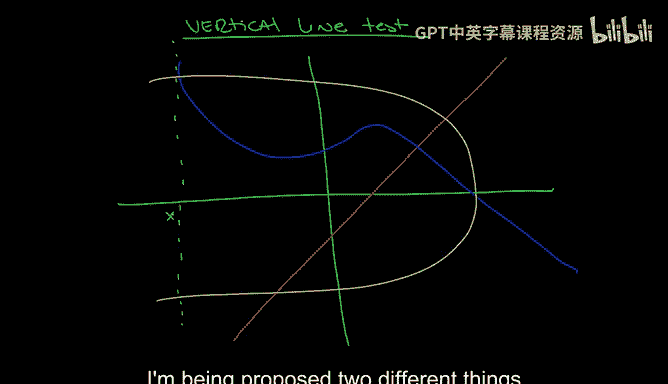 VERTICAL LINE test
GPT中英字幕课程资源 bilibili
x
I'm being proposed two different things